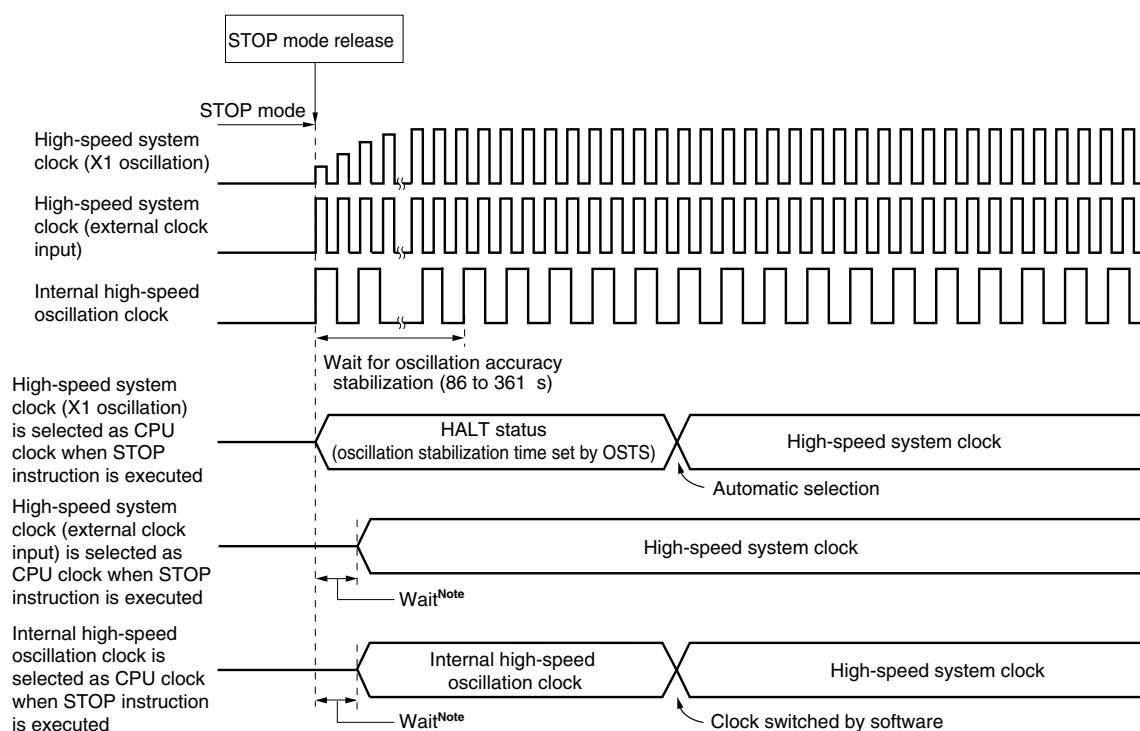 STOP mode release
STOP mode
High-speed system
clock (X1 oscillation)
High-speed system
clock (external clock
input)
Internal high-speed
oscillation clock
Wait for oscillation accuracy
stabilization (86 to 361  s)
High-speed system
clock (X1 oscillation)
is selected as CPU
clock when STOP
instruction is executed
HALT status
(oscillation stabilization time set by OSTS)
High-speed system clock
Automatic selection
High-speed system
clock (external clock
input) is selected as
CPU clock when STOP
instruction is executed
High-speed system clock
WaitNote
Internal high-speed
oscillation clock is
selected as CPU clock
when STOP instruction
is executed
Internal high-speed
oscillation clock
High-speed system clock
WaitNote
Clock switched by software